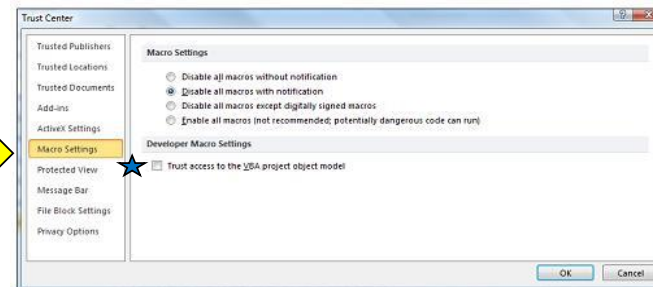 Trust Center
Trusted Publishers
Trusted Locations
Trusted Documents
Add-ins
ActiveX Settings
Macro Settings
Protected View
Message Bar
File Block Settings
Privacy Options
Macro Settings
Disable all macros without notification
Disable all macros with notification
Disable all macros except digitally signed macros
Enable all macros (not recommended; potentially dangerous code can run)
Developer Macro Settings
Trust access to the VBA project object model
OK Cancel